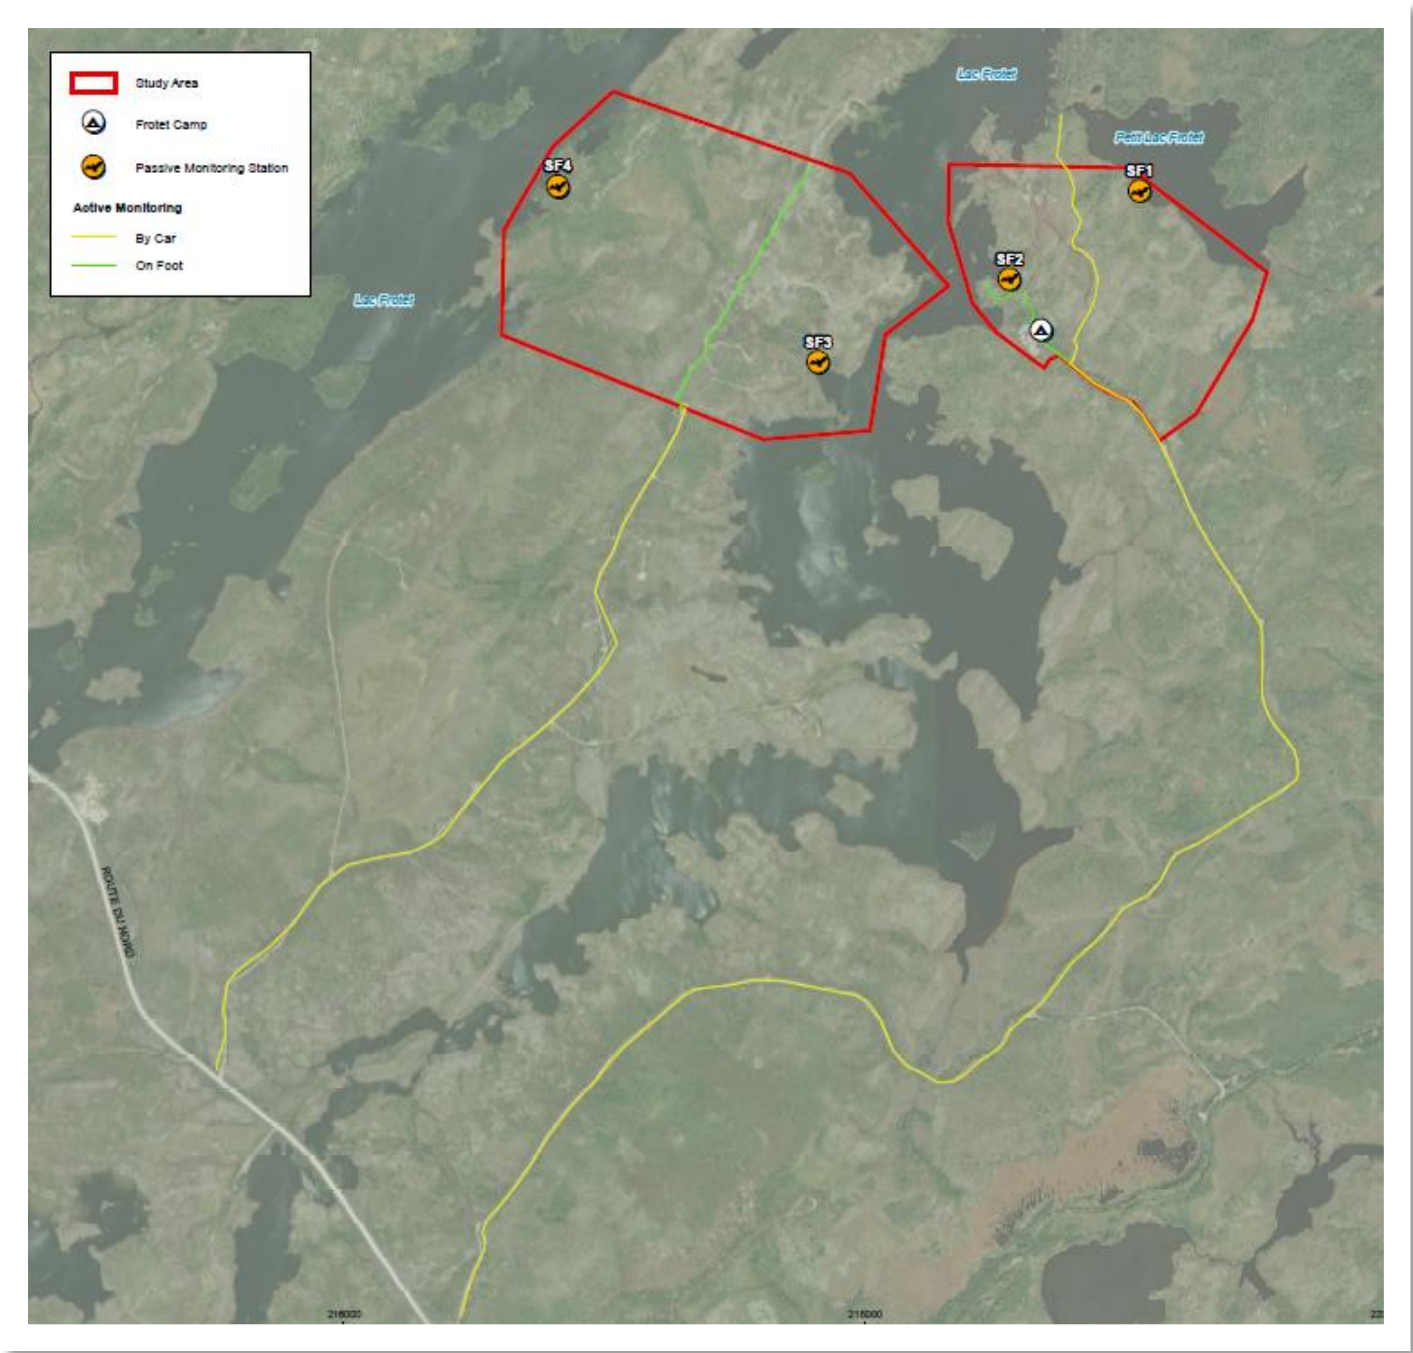 Study Area
Frotet Camp
Passive Monitoring Station
Active Monitoring
By Car
On Foot
Lac Frotet
Petit Lac Frotet
SF4
SF1
SF2
Lac Frotet
SF3
ROUTE DU NORD
216000
218000